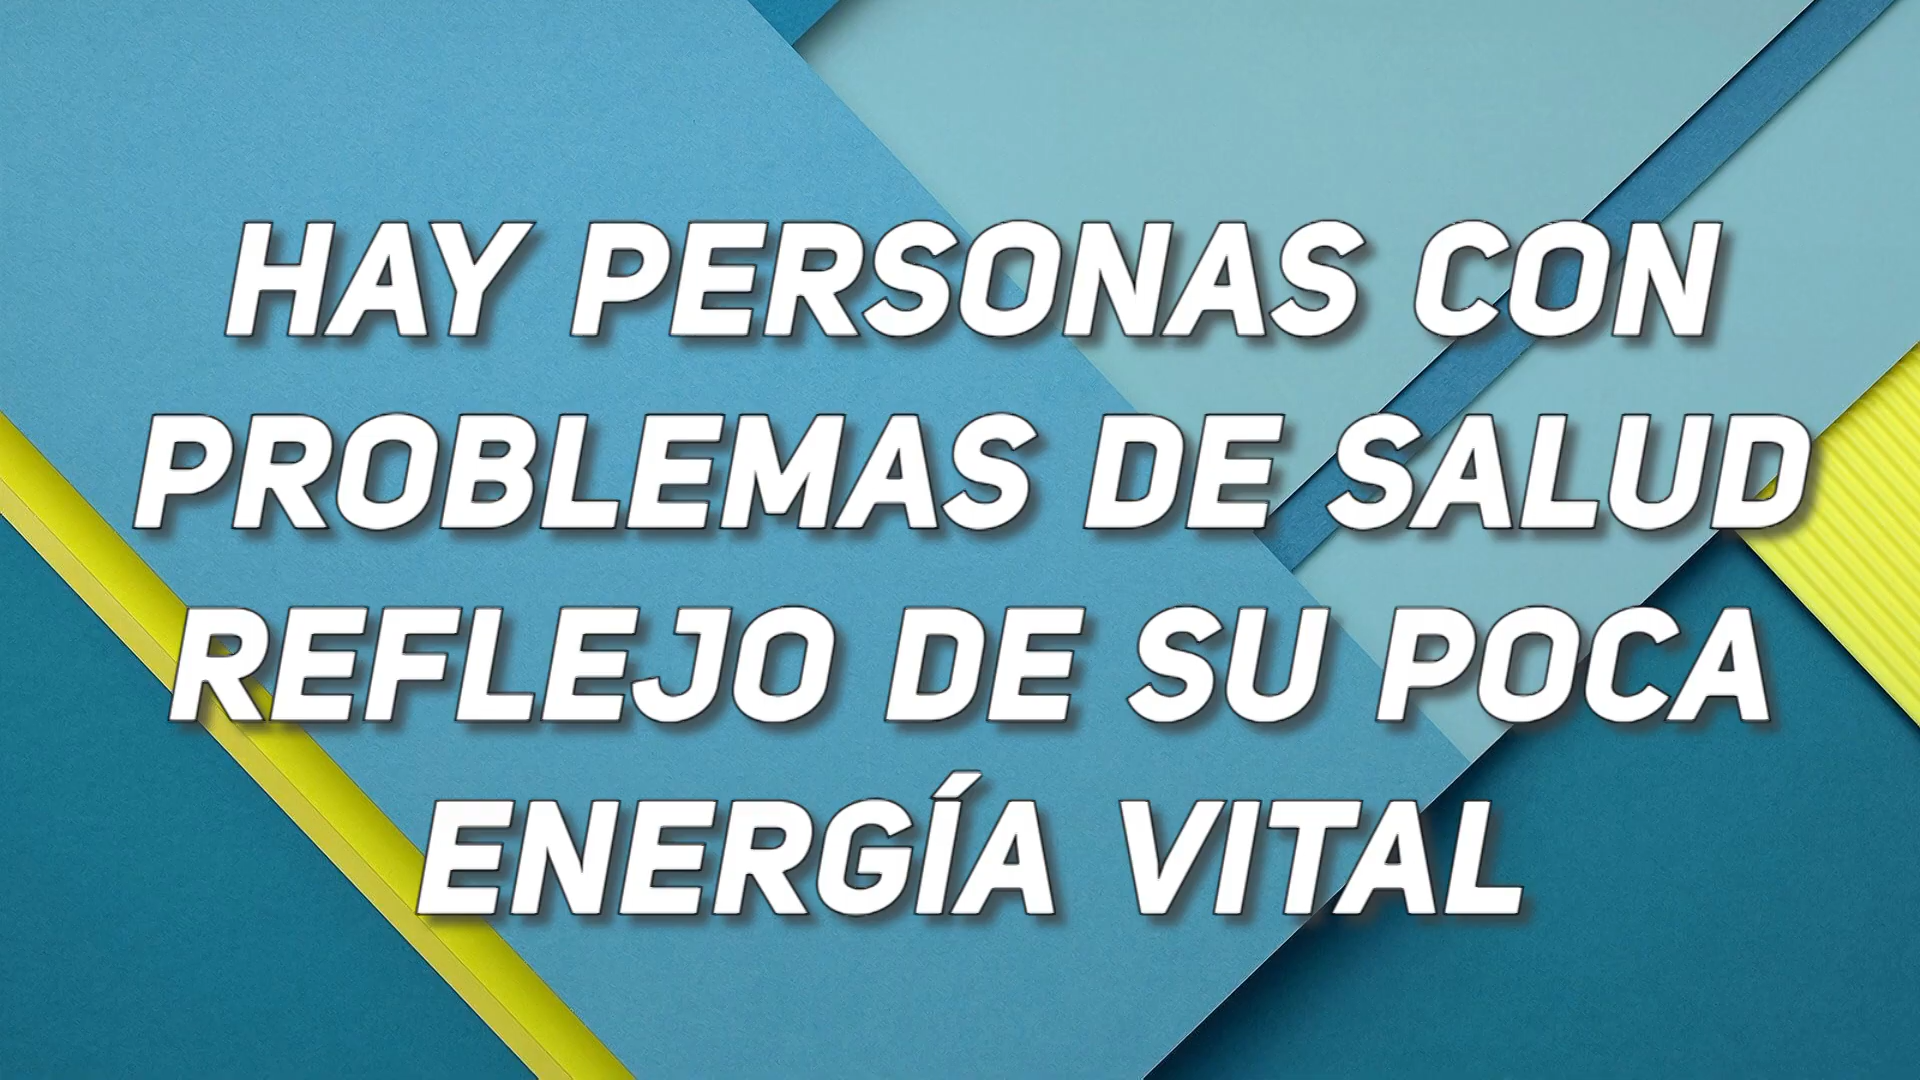 HAY PERSONAS CON
PROBLEMAS DE SALUD
REFLEJO DE SU POCA
ENERGÍA VITAL